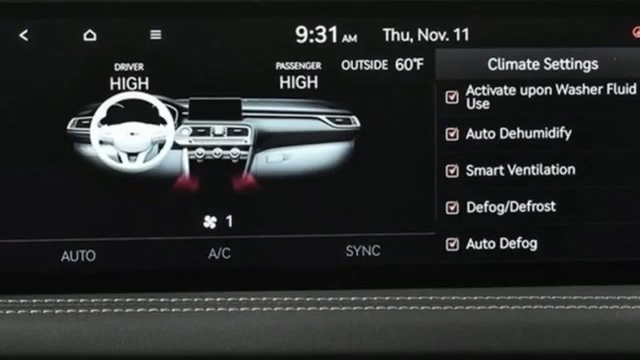 9:31 AM Thu, Nov. 11
DRIVER
HIGH
PASSENGER
HIGH
OUTSIDE 60°F
Climate Settings
Activate upon Washer Fluid
Use
Auto Dehumidify
Smart Ventilation
Defog/Defrost
Auto Defog
1
AUTO
A/C
SYNC